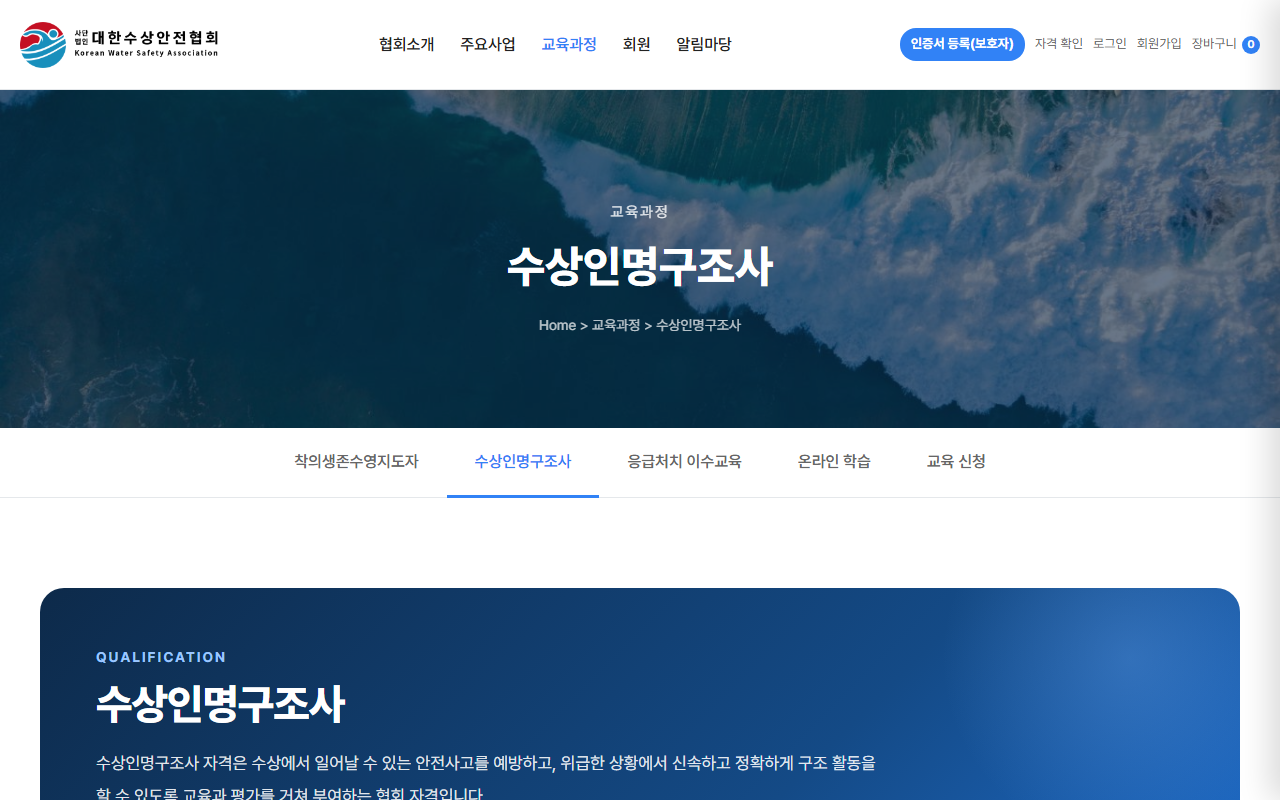 사단
법인 대한수상안전협회
Korean Water Safety Association
협회소개 주요사업 교육과정 회원 알림마당
인증서 등록(보호자) 자격 확인 로그인 회원가입 장바구니 0
교육과정
수상인명구조사
Home > 교육과정 > 수상인명구조사
착의생존수영지도자 수상인명구조사 응급처치 이수교육 온라인 학습 교육 신청
QUALIFICATION
수상인명구조사
수상인명구조사 자격은 수상에서 일어날 수 있는 안전사고를 예방하고, 위급한 상황에서 신속하고 정확하게 구조 활동을
할 수 있도록 교육과 평가를 거쳐 부여하는 협회 자격입니다.